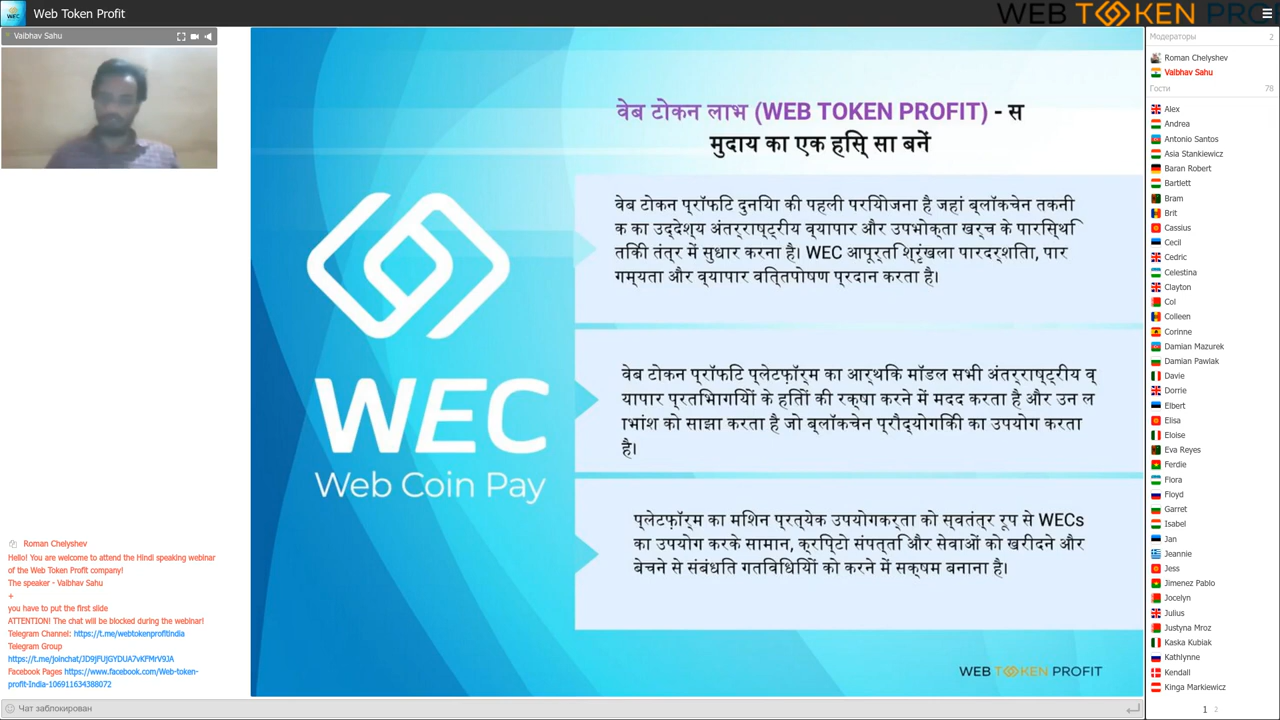 WEC
Web Token Profit
WEB TOKEN PRO
Vaibhav Sahu
Roman Chelyshev
Hello! You are welcome to attend the Hindi speaking webinar
of the Web Token Profit company!
The speaker - Vaibhav Sahu
+
you have to put the first slide
ATTENTION! The chat will be blocked during the webinar!
Telegram Channel: https://t.me/webtokenprofitindia
Telegram Group
https://t.me/joinchat/JD9jFUjGYDUA7vKFMrV9JA
Facebook Pages https://www.facebook.com/Web-token-
profit-India-106911634388072
Чат заблокирован
वेब टोकन लाभ (WEB TOKEN PROFIT) - स
मुदाय का एक हिस् सा बनें
वेब टोकन प्रॉफिट दुनिया की पहली परियोजना है जहां ब्लॉकचेन तकनी
क का उद्देश्य अंतर्राष्ट्रीय व्यापार और उपभोक्ता खर्च के पारिस्थि
तिकी तंत्र में सुधार करना है। WEC आपूर्ति श्रृंखला पारदर्शिता, पार
गम्यता और व्यापार वित्तपोषण प्रदान करता है।
वेब टोकन प्रॉफिट प्लेटफ़ॉर्म का आर्थिक मॉडल सभी अंतर्राष्ट्रीय व्
यापार प्रतिभागियों के हितों की रक्षा करने में मदद करता है और उन ल
ाभांश को साझा करता है जो ब्लॉकचेन प्रौद्योगिकी का उपयोग करता
है।
प्लेटफ़ॉर्म का मिशन प्रत्येक उपयोगकर्ता को स्वतंत्र रूप से WECs
का उपयोग करके सामान, क्रिप्टो संपत्ति और सेवाओं को खरीदने और
बेचने से संबंधित गतिविधियों को करने में सक्षम बनाना है।
WEC
Web Coin Pay
WEB TOKEN PROFIT
Модераторы 2
Roman Chelyshev
Vaibhav Sahu
Гости 78
Alex
Andrea
Antonio Santos
Asia Stankiewicz
Baran Robert
Bartlett
Bram
Brit
Cassius
Cecil
Cedric
Celestina
Clayton
Col
Colleen
Corinne
Damian Mazurek
Damian Pawlak
Davie
Dorrie
Elbert
Elisa
Eloise
Eva Reyes
Ferdie
Flora
Floyd
Garret
Isabel
Jan
Jeannie
Jess
Jimenez Pablo
Jocelyn
Julius
Justyna Mroz
Kaska Kubiak
Kathlynne
Kendall
Kinga Markiewicz
1 2